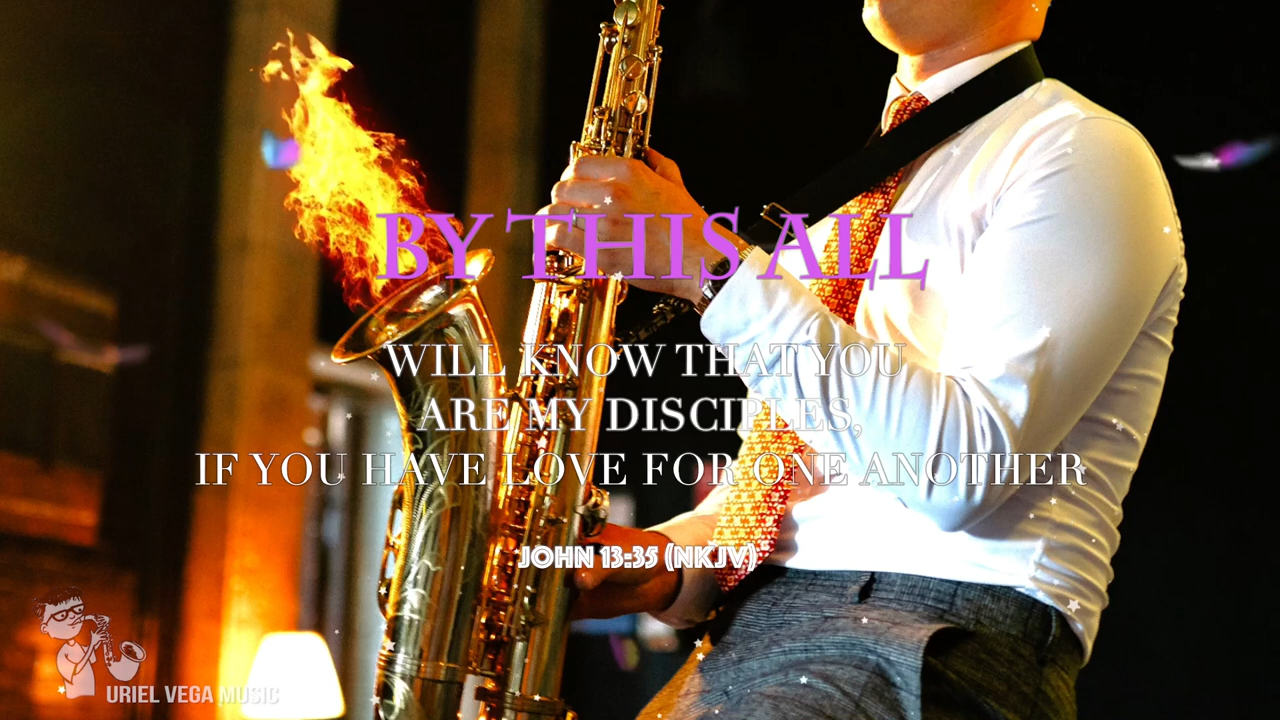 BY THIS ALL
WILL KNOW THAT YOU
ARE MY DISCIPLES,
IF YOU HAVE LOVE FOR ONE ANOTHER
JOHN 13:35 (NKJV)
URIEL VEGA MUSIC